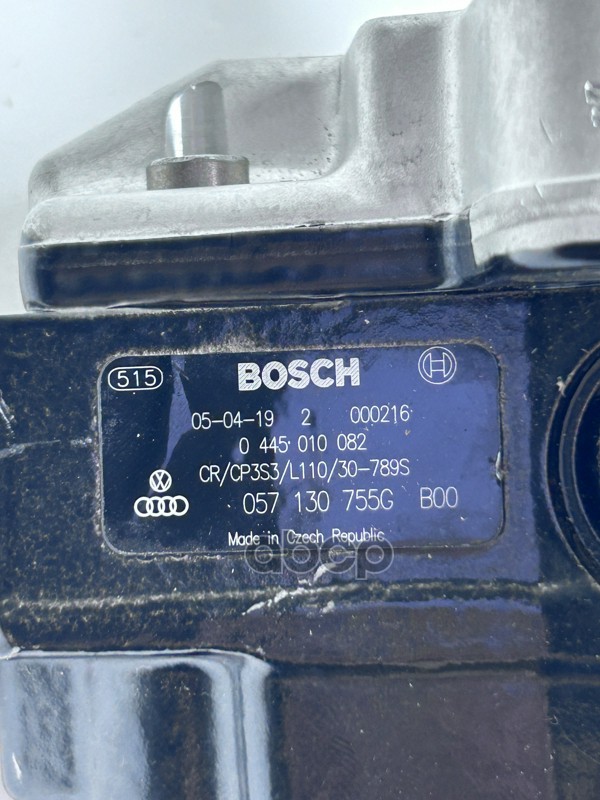 515 BOSCH H
05-04-19 2 000216
0 445 010 082
CR/CP3S3/L110/30-789S
057 130 755G B00
Made in Czech Republic
docp